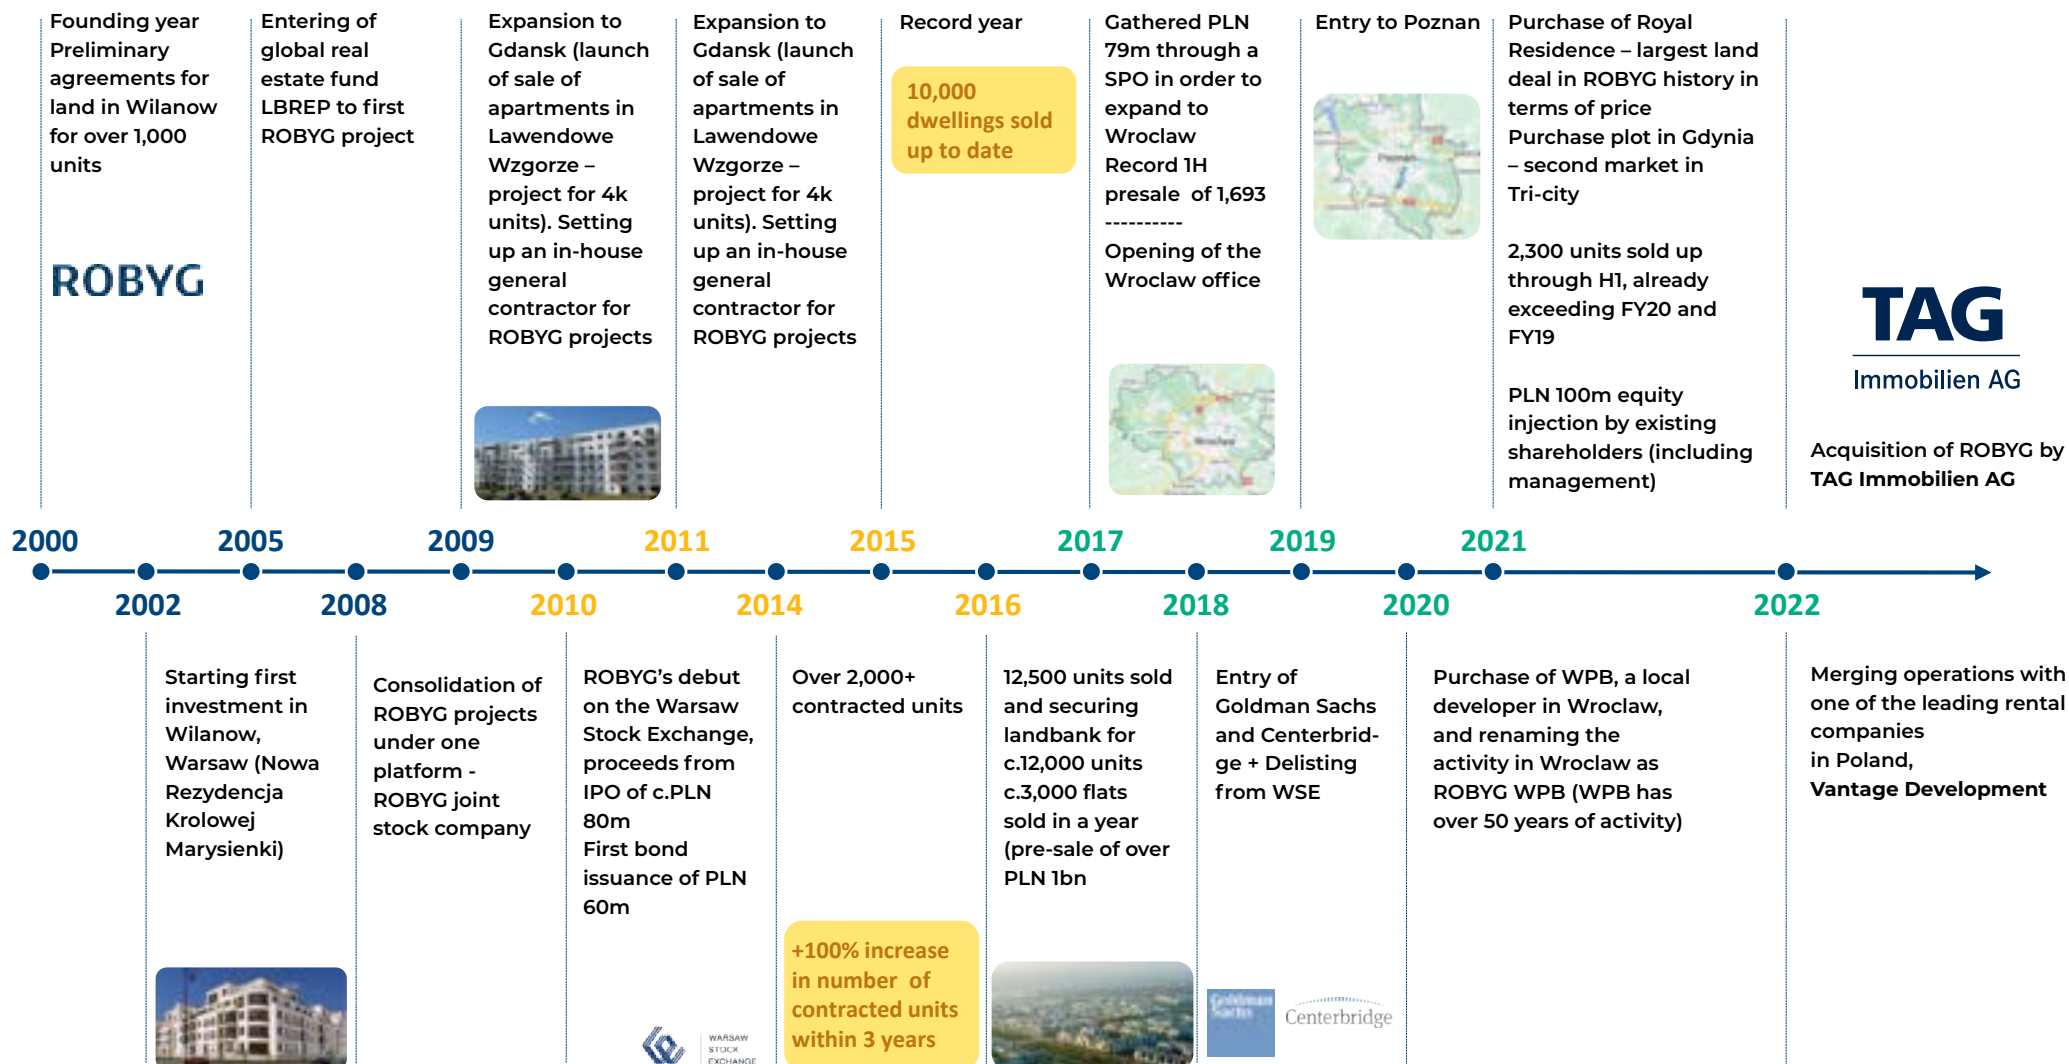 Founding year
Preliminary
agreements for
land in Wilanow
for over 1,000
units
ROBYG
Entering of
global real
estate fund
LBREP to first
ROBYG project
Expansion to
Gdansk (launch
of sale of
apartments in
Lawendowe
Wzgorze –
project for 4k
units). Setting
up an in-house
general
contractor for
ROBYG projects
Expansion to
Gdansk (launch
of sale of
apartments in
Lawendowe
Wzgorze –
project for 4k
units). Setting
up an in-house
general
contractor for
ROBYG projects
Record year
10,000
dwellings sold
up to date
Gathered PLN
79m through a
SPO in order to
expand to
Wroclaw
Record 1H
presale of 1,693
----------
Opening of the
Wroclaw office
Wroclaw
Entry to Poznan
Poznan
Purchase of Royal
Residence – largest land
deal in ROBYG history in
terms of price
Purchase plot in Gdynia
– second market in
Tri-city
2,300 units sold up
through H1, already
exceeding FY20 and
FY19
PLN 100m equity
injection by existing
shareholders (including
management)
TAG
Immobilien AG
Acquisition of ROBYG by
TAG Immobilien AG
2000 2005 2009 2011 2015 2017 2019 2021
2002 2008 2010 2014 2016 2018 2020 2022
Starting first
investment in
Wilanow,
Warsaw (Nowa
Rezydencja
Krolowej
Marysienki)
Consolidation of
ROBYG projects
under one
platform -
ROBYG joint
stock company
ROBYG’s debut
on the Warsaw
Stock Exchange,
proceeds from
IPO of c.PLN
80m
First bond
issuance of PLN
60m
WARSAW
STOCK
EXCHANGE
Over 2,000+
contracted units
+100% increase
in number of
contracted units
within 3 years
12,500 units sold
and securing
landbank for
c.12,000 units
c.3,000 flats
sold in a year
(pre-sale of over
PLN 1bn
Entry of
Goldman Sachs
and Centerbrid-
ge + Delisting
from WSE
Goldman
Sachs
Centerbridge
Purchase of WPB, a local
developer in Wroclaw,
and renaming the
activity in Wroclaw as
ROBYG WPB (WPB has
over 50 years of activity)
Merging operations with
one of the leading rental
companies
in Poland,
Vantage Development